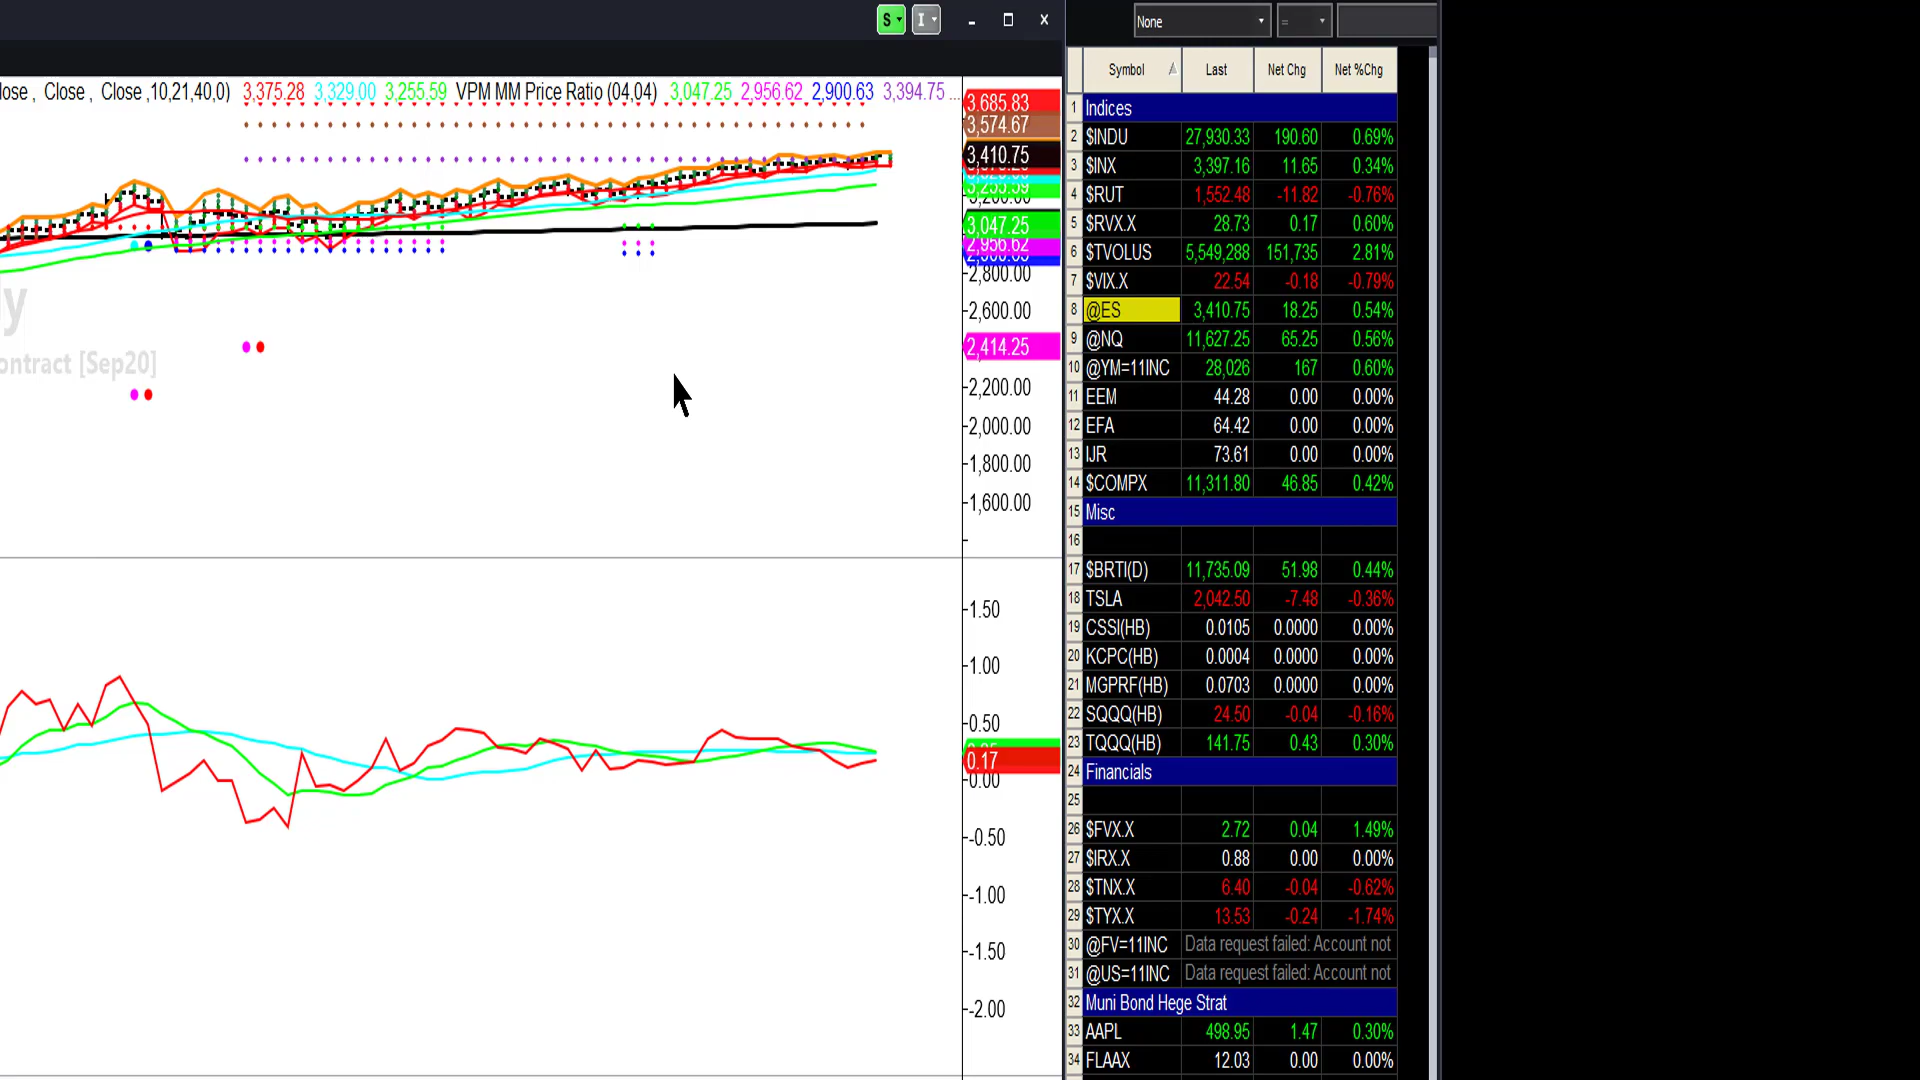 S I
None =
lose , Close , Close ,10,21,40,0) 3,375.28 3,329.00 3,255.59 VPM MM Price Ratio (04,04) 3,047.25 2,956.62 2,900.63 3,394.75 ...
3,685.83
3,574.67
3,410.75
3,255.59
3,047.25
2,956.62
2,800.00
2,600.00
2,414.25
2,200.00
2,000.00
1,800.00
1,600.00
y
ontract [Sep20]
1.50
1.00
0.50
0.17
0.00
-0.50
-1.00
-1.50
-2.00
Symbol Last Net Chg Net %Chg
1 Indices
2 $INDU 27,930.33 190.60 0.69%
3 $INX 3,397.16 11.65 0.34%
4 $RUT 1,552.48 -11.82 -0.76%
5 $RVX.X 28.73 0.17 0.60%
6 $TVOLUS 5,549,288 151,735 2.81%
7 $VIX.X 22.54 -0.18 -0.79%
8 @ES 3,410.75 18.25 0.54%
9 @NQ 11,627.25 65.25 0.56%
10 @YM=11INC 28,026 167 0.60%
11 EEM 44.28 0.00 0.00%
12 EFA 64.42 0.00 0.00%
13 IJR 73.61 0.00 0.00%
14 $COMPX 11,311.80 46.85 0.42%
15 Misc
16
17 $BRTI(D) 11,735.09 51.98 0.44%
18 TSLA 2,042.50 -7.48 -0.36%
19 CSSI(HB) 0.0105 0.0000 0.00%
20 KCPC(HB) 0.0004 0.0000 0.00%
21 MGPRF(HB) 0.0703 0.0000 0.00%
22 SQQQ(HB) 24.50 -0.04 -0.16%
23 TQQQ(HB) 141.75 0.43 0.30%
24 Financials
25
26 $FVX.X 2.72 0.04 1.49%
27 $IRX.X 0.88 0.00 0.00%
28 $TNX.X 6.40 -0.04 -0.62%
29 $TYX.X 13.53 -0.24 -1.74%
30 @FV=11INC Data request failed: Account not
31 @US=11INC Data request failed: Account not
32 Muni Bond Hege Strat
33 AAPL 498.95 1.47 0.30%
34 FLAAX 12.03 0.00 0.00%